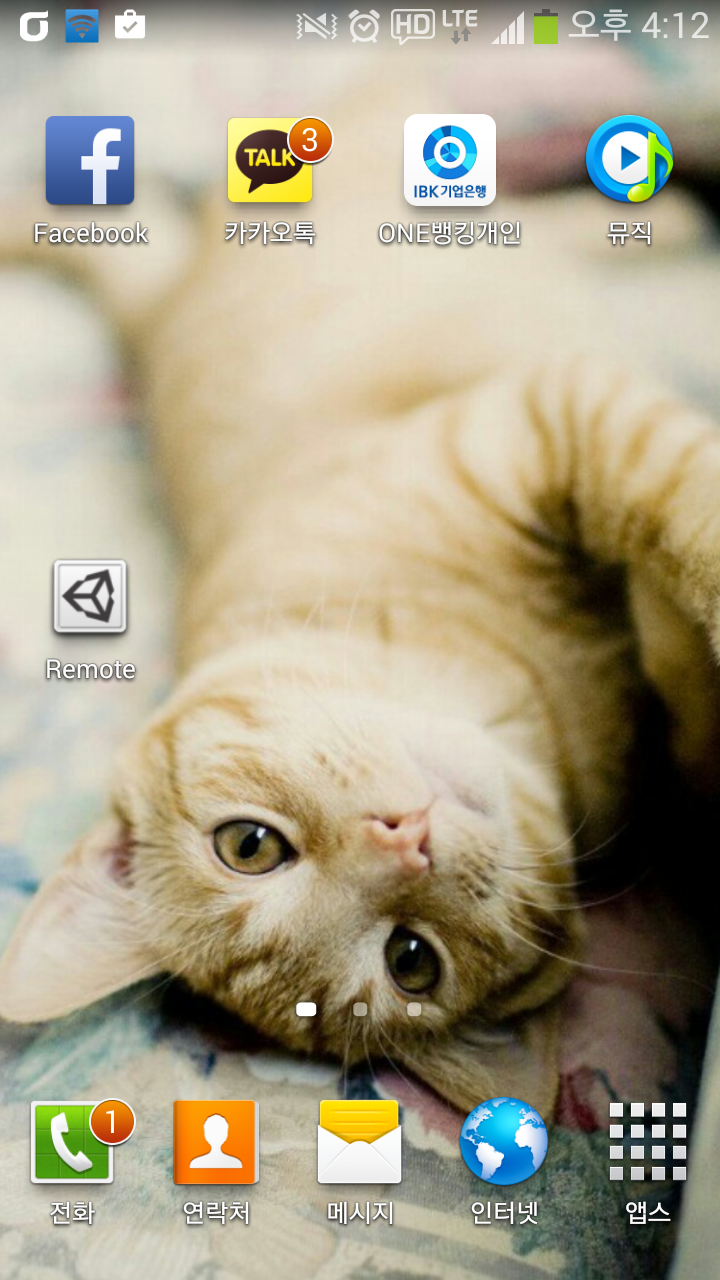 HD LTE 오후 4:12
f TALK 3 IBK기업은행
Facebook 카카오톡 ONE뱅킹개인 뮤직
Remote
1
전화 연락처 메시지 인터넷 앱스